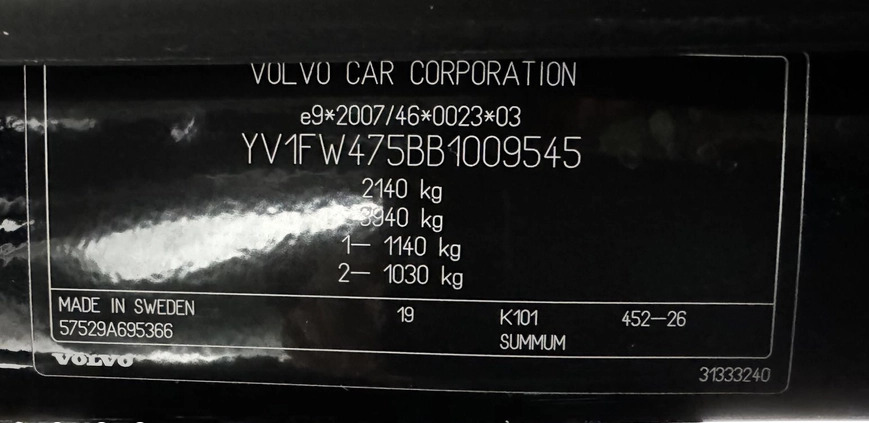 VOLVO CAR CORPORATION
e9*2007/46*0023*03
YV1FW475BB1009545
2140 kg
3940 kg
1– 1140 kg
2– 1030 kg
MADE IN SWEDEN 19 K101 452–26
57529A695366 SUMMUM
VOLVO
31333240